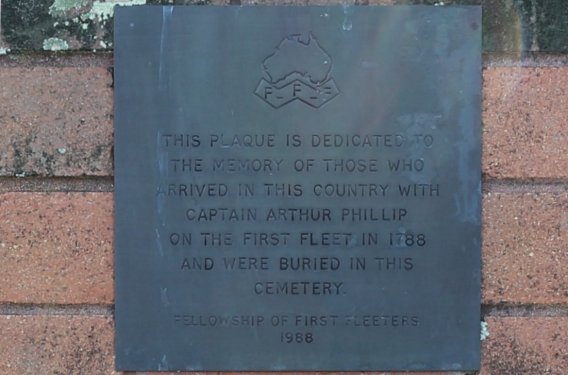 F-F-F
THIS PLAQUE IS DEDICATED TO
THE MEMORY OF THOSE WHO
ARRIVED IN THIS COUNTRY WITH
CAPTAIN ARTHUR PHILLIP
ON THE FIRST FLEET IN 1788
AND WERE BURIED IN THIS
CEMETERY.
FELLOWSHIP OF FIRST FLEETERS
1988